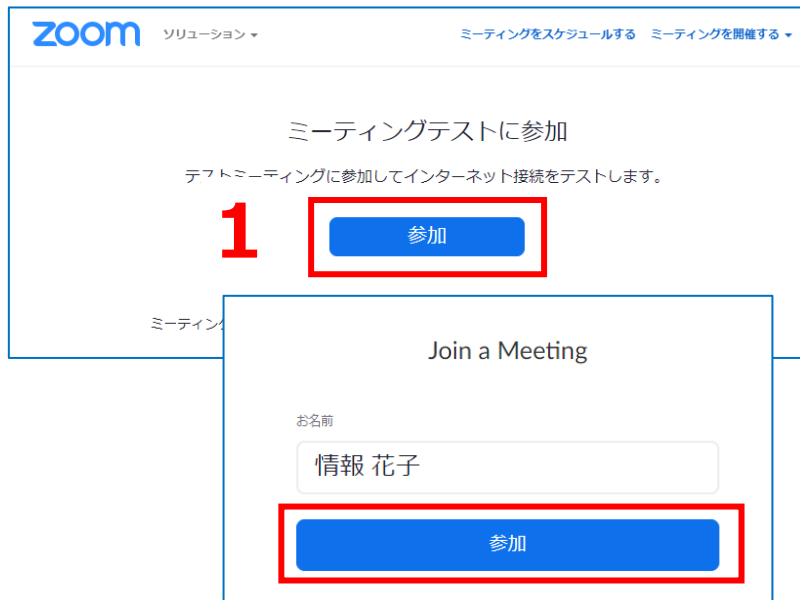 zoom ソリューション ミーティングをスケジュールする ミーティングを開催する
ミーティングテストに参加
テストミーティングに参加してインターネット接続をテストします。
1
参加
ミーティン
Join a Meeting
お名前
情報 花子
参加